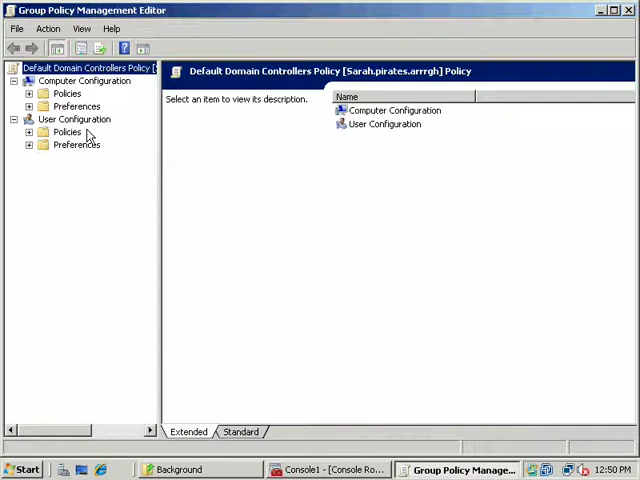 Group Policy Management Editor
File Action View Help
Default Domain Controllers Policy [
Computer Configuration
Policies
Preferences
User Configuration
Policies
Preferences
Default Domain Controllers Policy [Sarah.pirates.arrrgh] Policy
Select an item to view its description.
Name
Computer Configuration
User Configuration
Extended Standard
Start Background Console1 - [Console Ro... Group Policy Manage... 12:50 PM